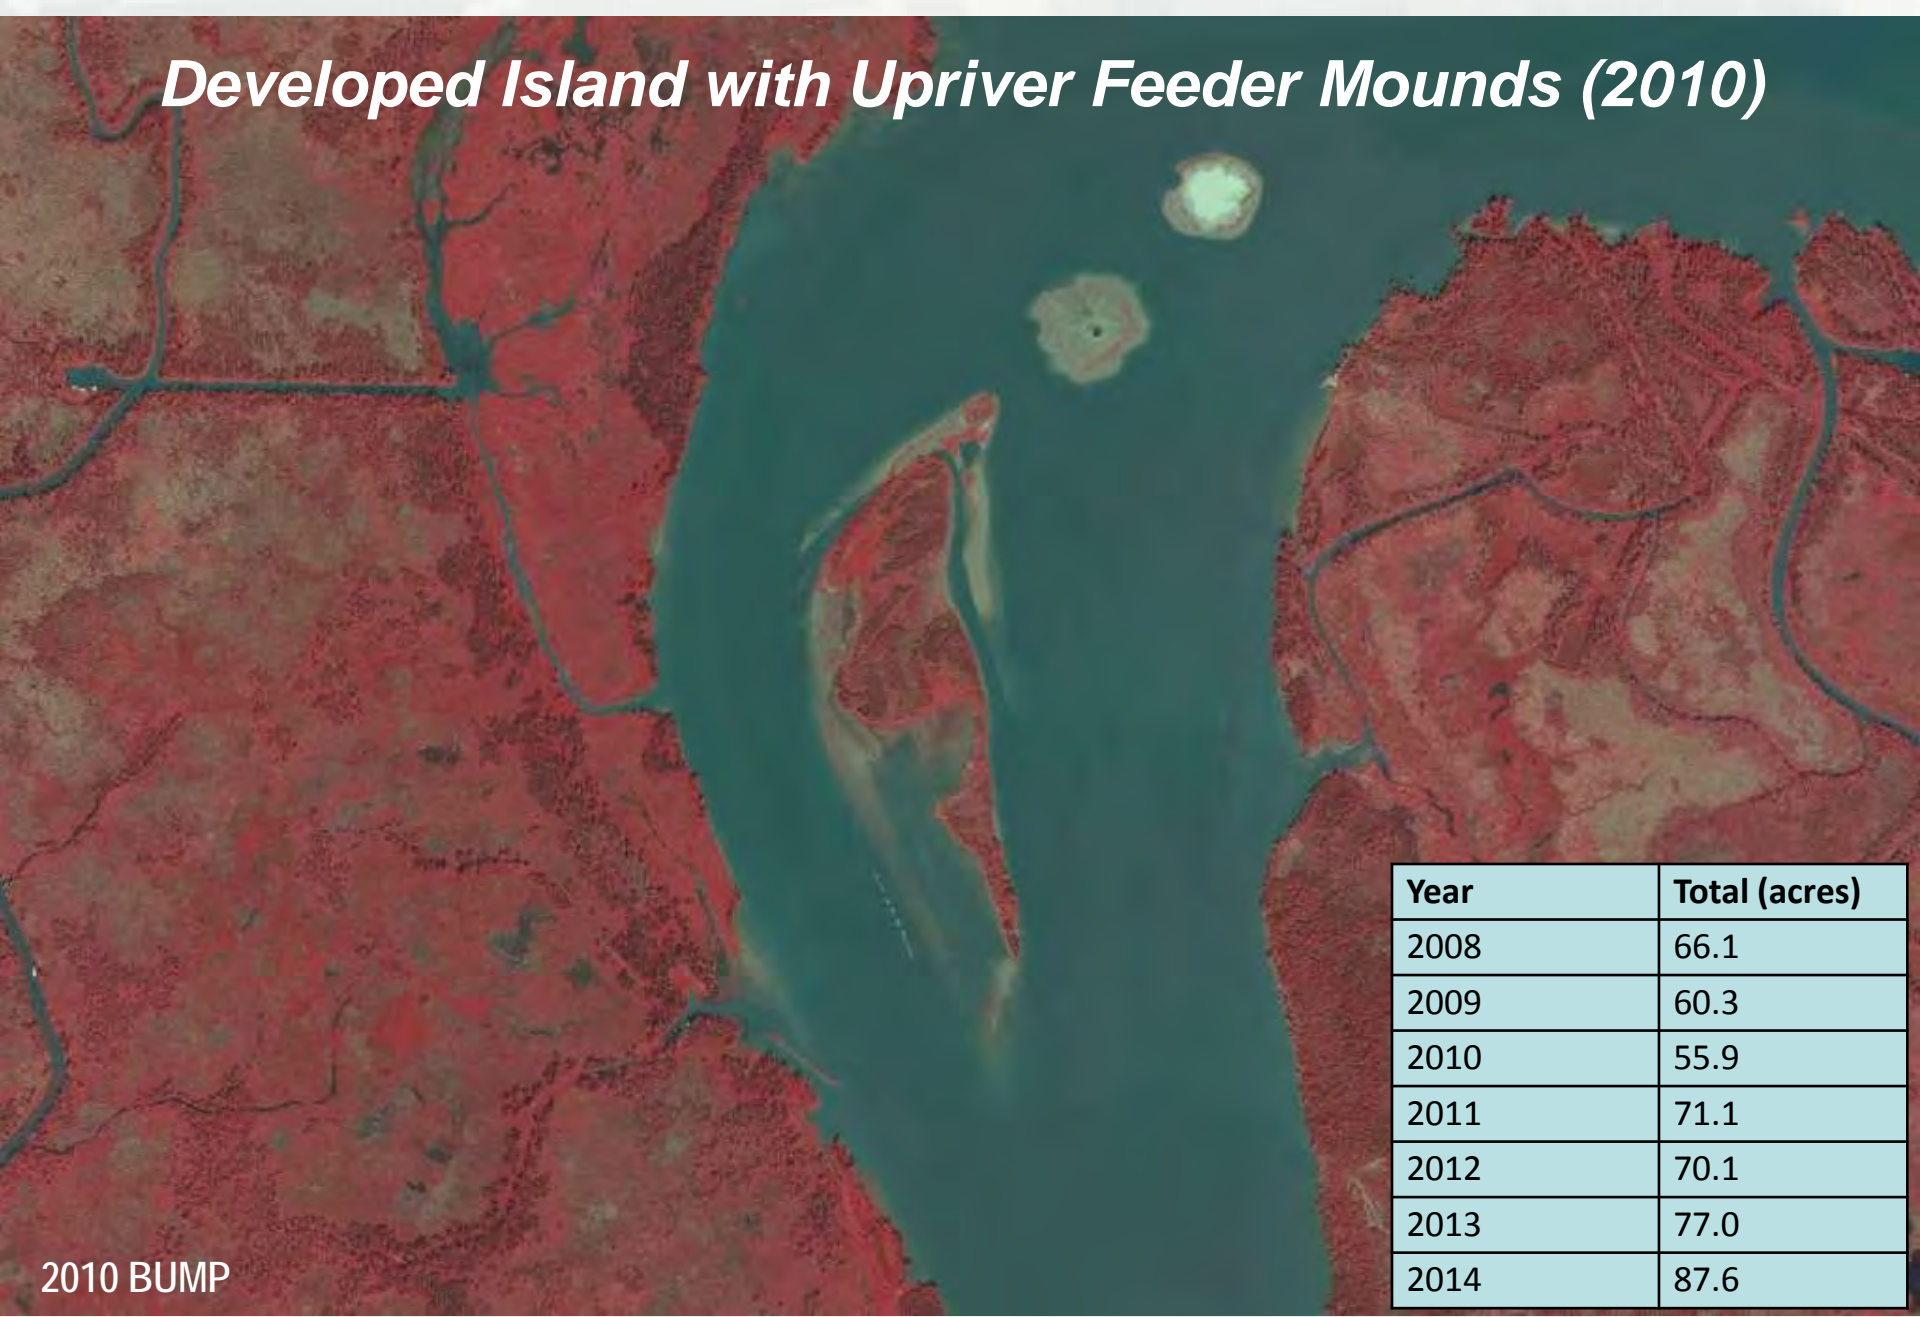 Developed Island with Upriver Feeder Mounds (2010)
Year Total (acres)
2008 66.1
2009 60.3
2010 55.9
2011 71.1
2012 70.1
2013 77.0
2014 87.6
2010 BUMP